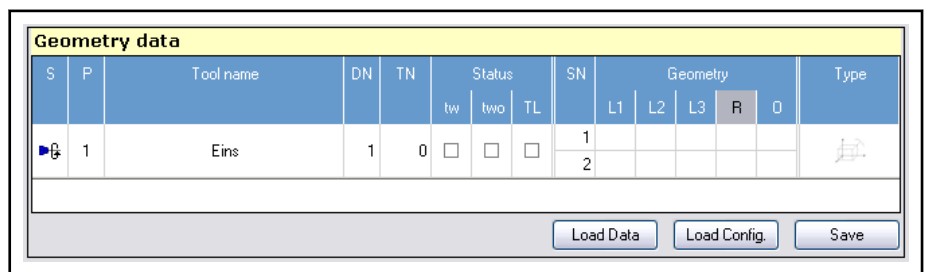 Geometry data
S P Tool name DN TN Status SN Geometry Type
tw two TL L1 L2 L3 R O
1 Eins 1 0 1
2
Load Data Load Config. Save